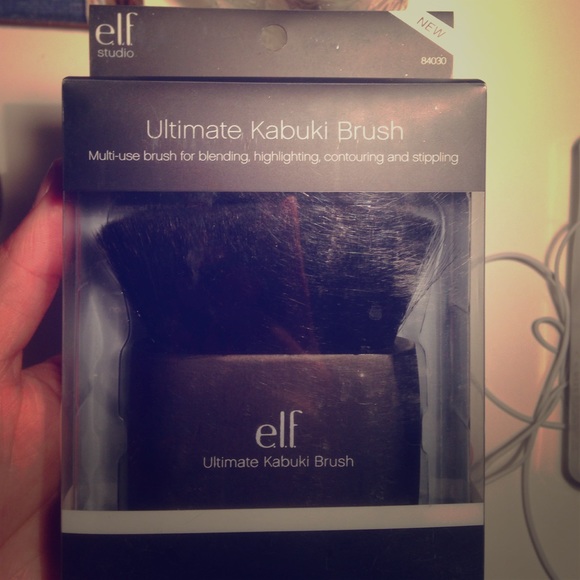 e.l.f.
studio
NEW
84030
Ultimate Kabuki Brush
Multi-use brush for blending, highlighting, contouring and stippling
e.l.f
Ultimate Kabuki Brush